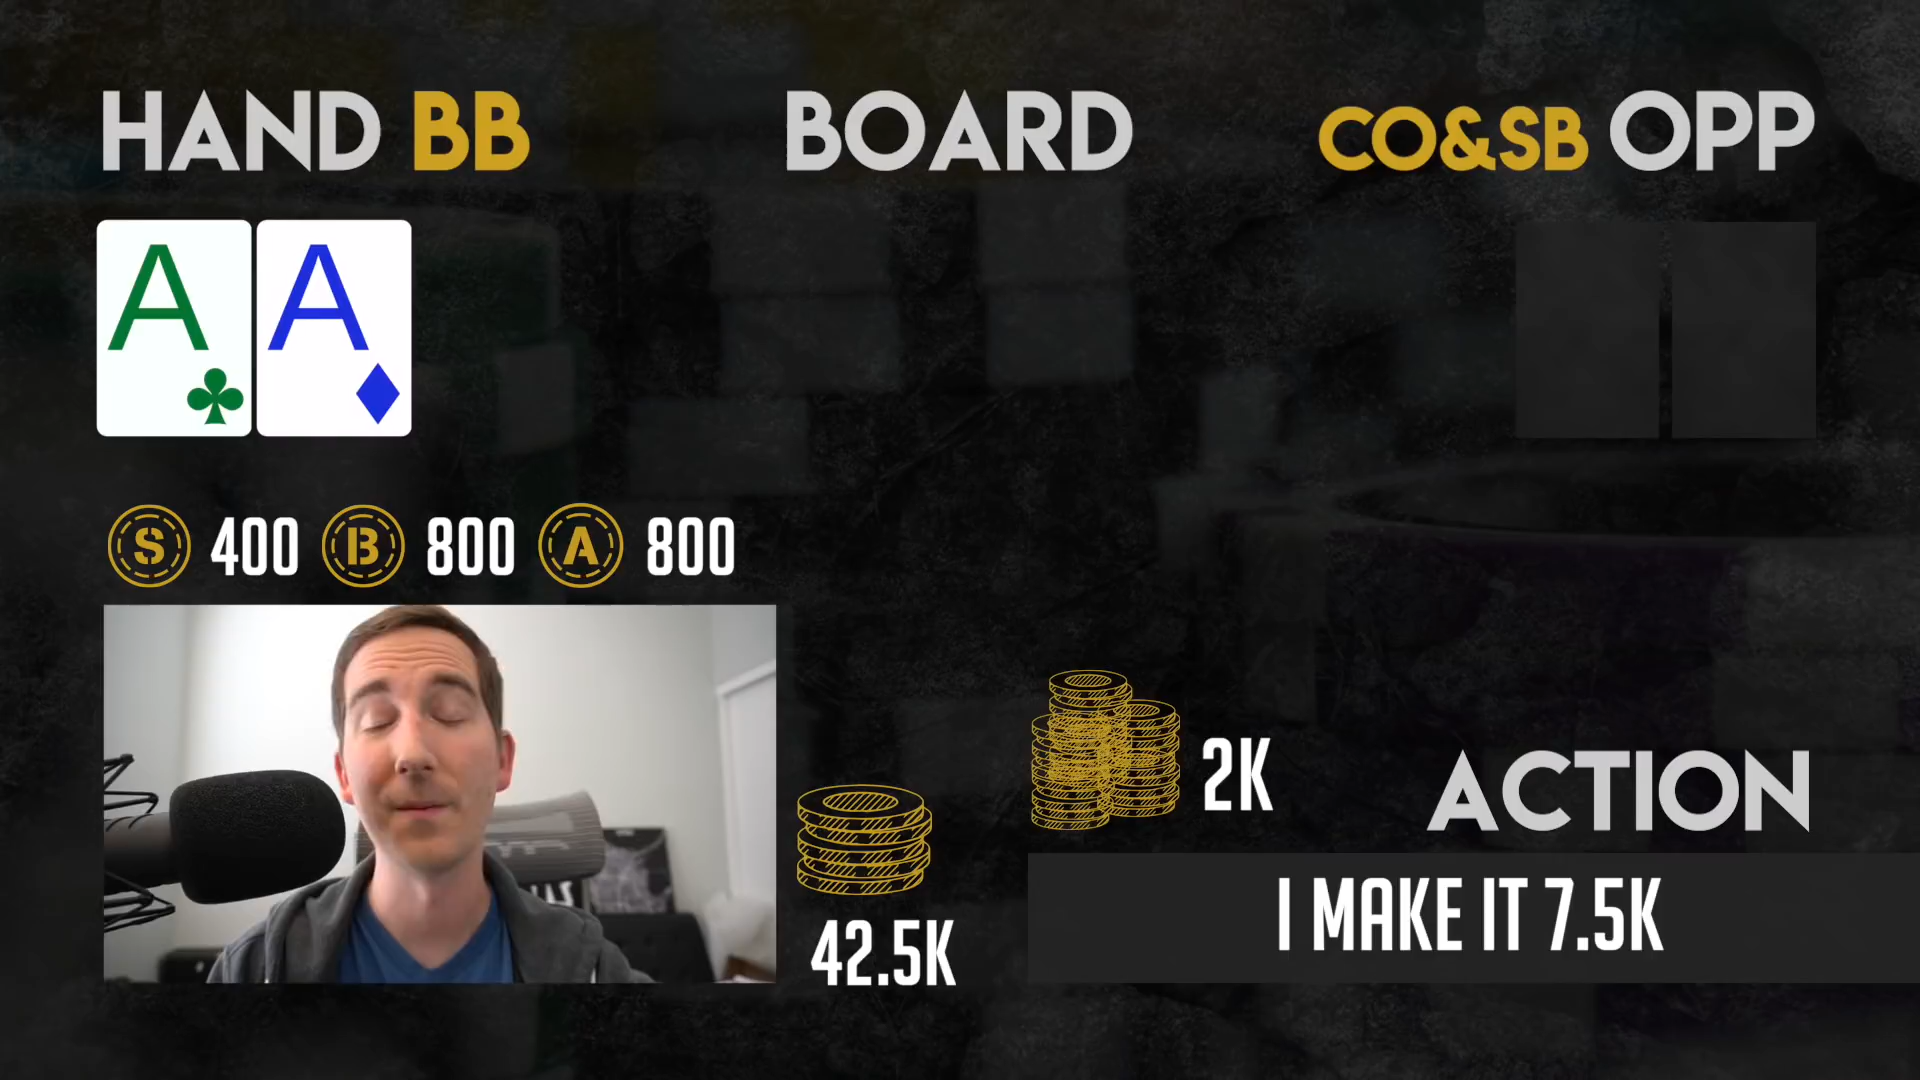 HAND BB
BOARD
CO&SB OPP
A A
S 400 B 800 A 800
2K
ACTION
42.5K
I MAKE IT 7.5K